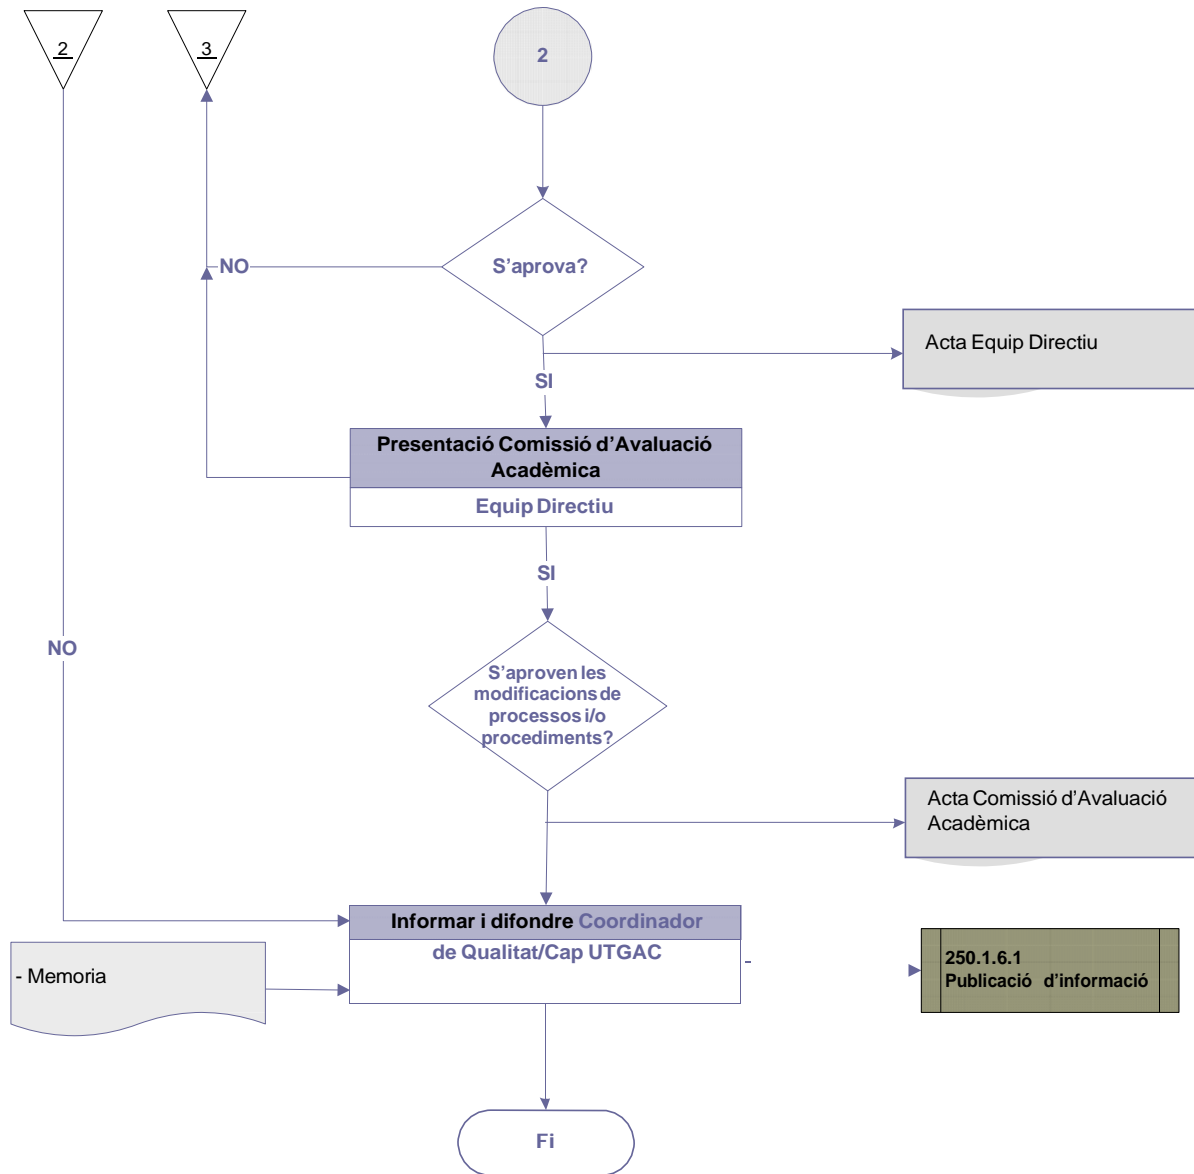 2
3
2
S'aprova?
NO
Acta Equip Directiu
SI
Presentació Comissió d'Avaluació
Acadèmica
Equip Directiu
SI
NO
S'aproven les
modificacions de
processos i/o
procediments?
Acta Comissió d'Avaluació
Acadèmica
Informar i difondre Coordinador
de Qualitat/Cap UTGAC
- Memoria
250.1.6.1
Publicació d'informació
Fi